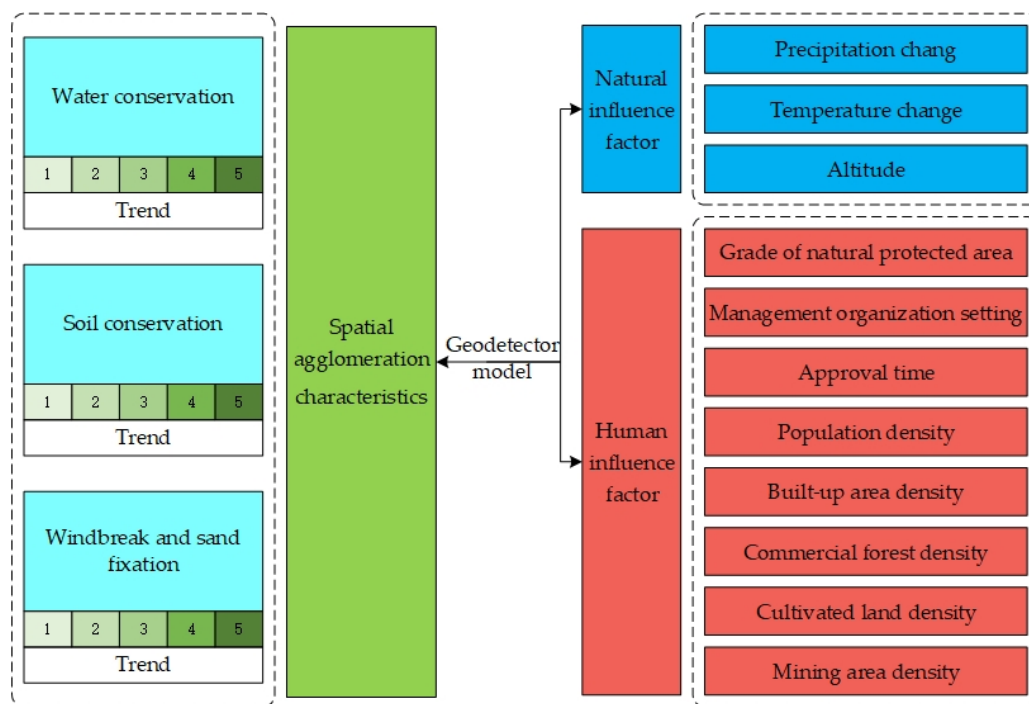 Water conservation
1 2 3 4 5
Trend
Soil conservation
1 2 3 4 5
Trend
Windbreak and sand
fixation
1 2 3 4 5
Trend
Spatial
agglomeration
characteristics
Geodetector
model
Natural
influence
factor
Precipitation chang
Temperature change
Altitude
Human
influence
factor
Grade of natural protected area
Management organization setting
Approval time
Population density
Built-up area density
Commercial forest density
Cultivated land density
Mining area density